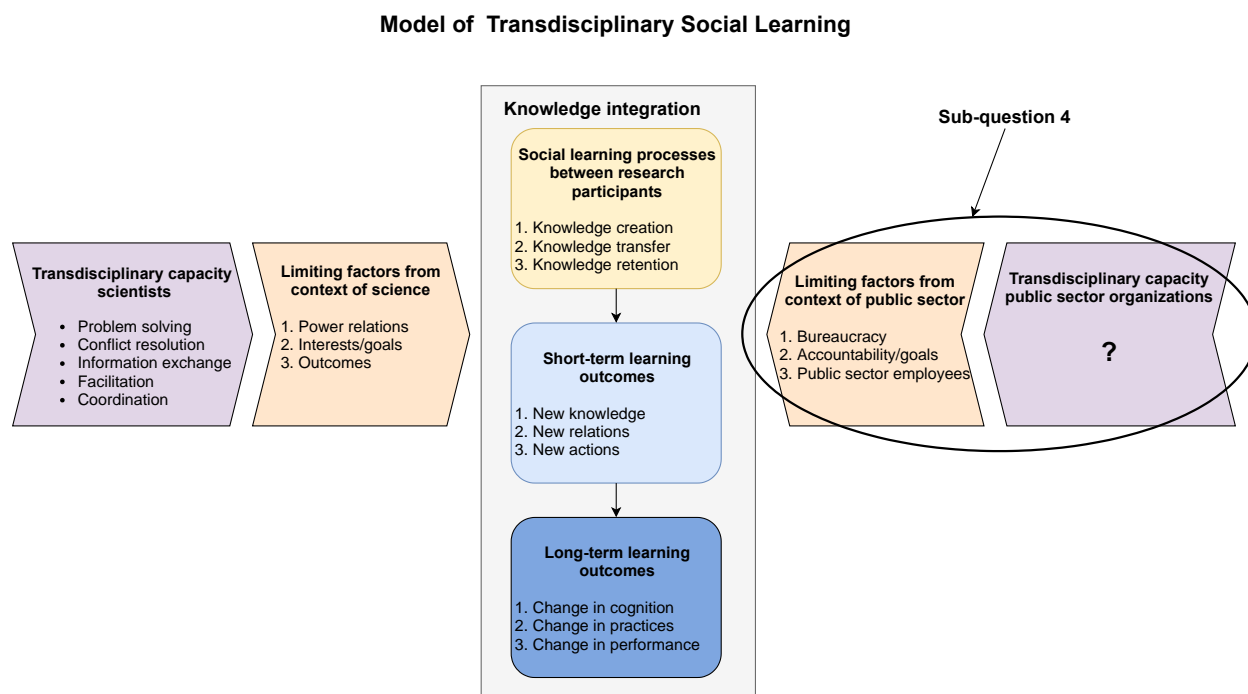 Model of  Transdisciplinary Social Learning
Knowledge integration
Social learning processes
between research
participants
1. Knowledge creation
2. Knowledge transfer
3. Knowledge retention
Sub-question 4
Transdisciplinary capacity
scientists
• Problem solving
• Conflict resolution
• Information exchange
• Facilitation
• Coordination
Limiting factors from
context of science
1. Power relations
2. Interests/goals
3. Outcomes
Short-term learning
outcomes
1. New knowledge
2. New relations
3. New actions
Limiting factors from
context of public sector
1. Bureaucracy
2. Accountability/goals
3. Public sector employees
Transdisciplinary capacity
public sector organizations
?
Long-term learning
outcomes
1. Change in cognition
2. Change in practices
3. Change in performance